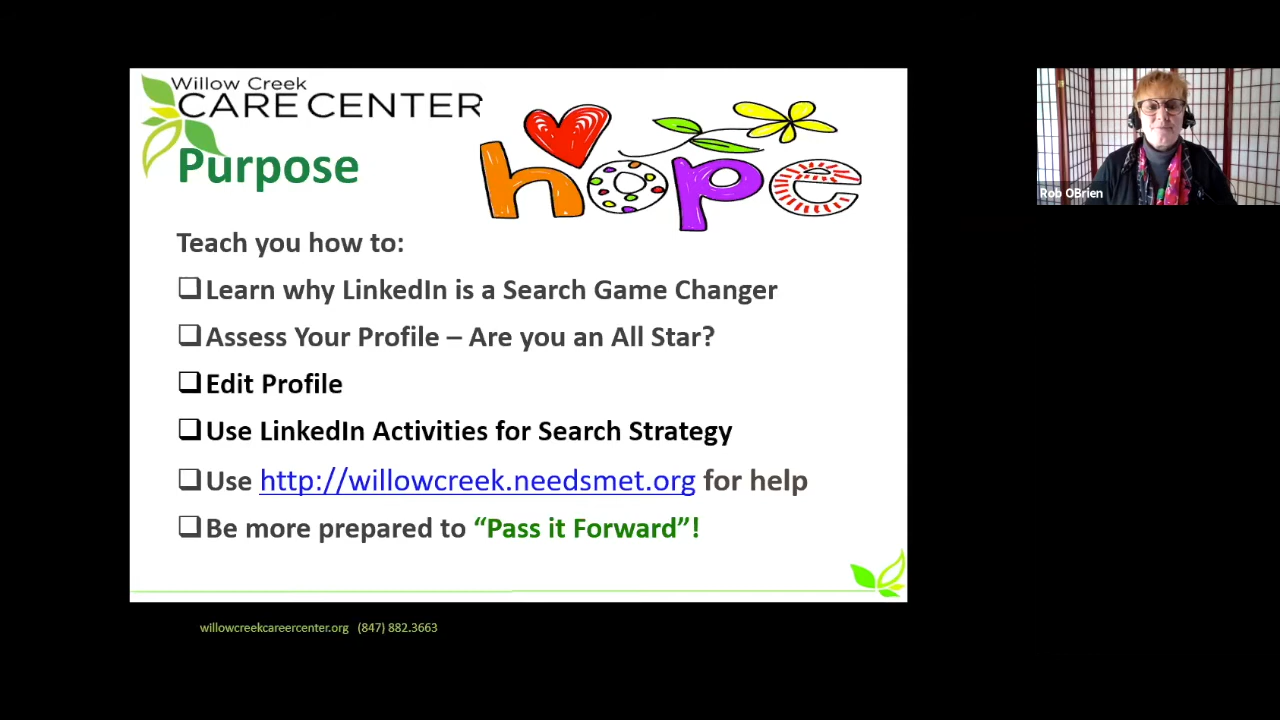 Willow Creek
CARE CENTER
hope
Purpose
Rob OBrien
Teach you how to:
Learn why LinkedIn is a Search Game Changer
Assess Your Profile – Are you an All Star?
Edit Profile
Use LinkedIn Activities for Search Strategy
Use http://willowcreek.needsmet.org for help
Be more prepared to “Pass it Forward”!
willowcreekcareercenter.org (847) 882.3663